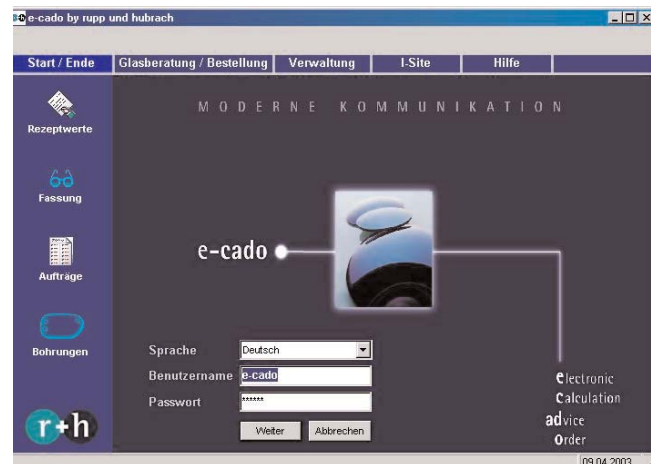 e-cado by rupp und hubrach
Start / Ende
Glasberatung / Bestellung
Verwaltung
I-Site
Hilfe
MODERNE KOMMUNIKATION
Rezeptwerte
Fassung
Aufträge
Bohrungen
r+h
e-cado
Sprache
Deutsch
Benutzername
e-cado
Passwort
******
Weiter
Abbrechen
electronic
Calculation
advice
Order
09.04.2003